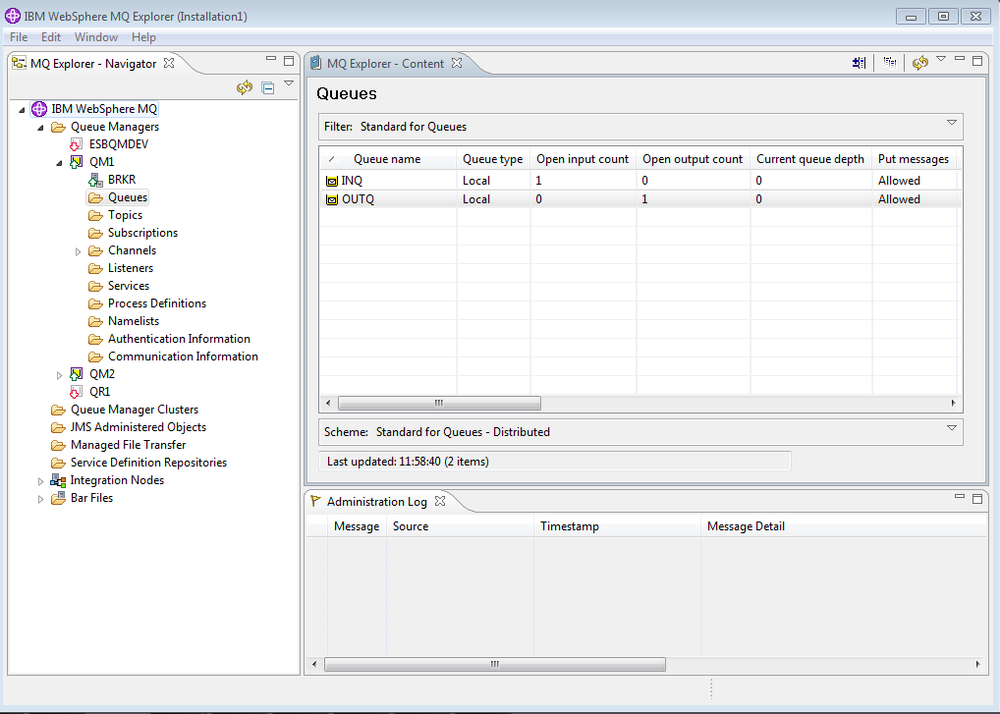 IBM WebSphere MQ Explorer (Installation1)
File Edit Window Help
MQ Explorer - Navigator
IBM WebSphere MQ
Queue Managers
ESBQMDEV
QM1
BRKR
Queues
Topics
Subscriptions
Channels
Listeners
Services
Process Definitions
Namelists
Authentication Information
Communication Information
QM2
QR1
Queue Manager Clusters
JMS Administered Objects
Managed File Transfer
Service Definition Repositories
Integration Nodes
Bar Files
MQ Explorer - Content
Queues
Filter: Standard for Queues
Queue name Queue type Open input count Open output count Current queue depth Put messages
INQ Local 1 0 0 Allowed
OUTQ Local 0 1 0 Allowed
Scheme: Standard for Queues - Distributed
Last updated: 11:58:40 (2 items)
Administration Log
Message Source Timestamp Message Detail